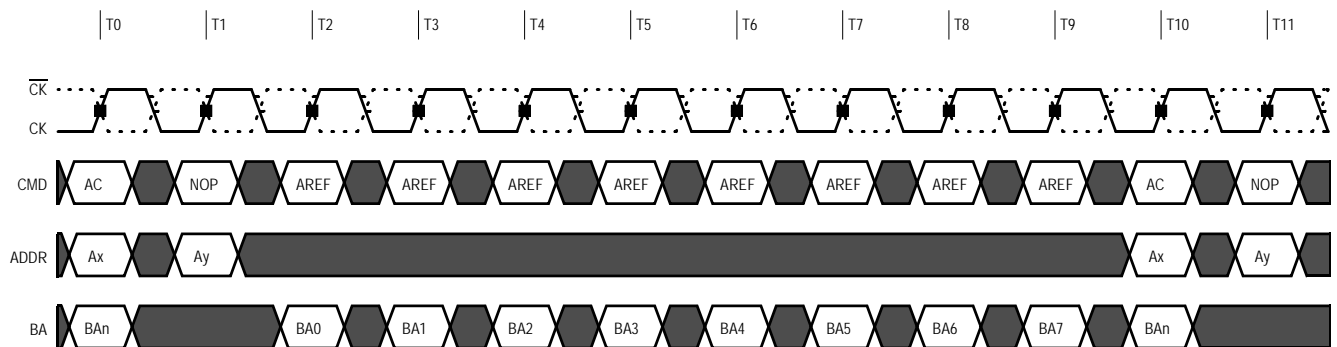 T0 T1 T2 T3 T4 T5 T6 T7 T8 T9 T10 T11
CK
CK
CMD AC NOP AREF AREF AREF AREF AREF AREF AREF AREF AC NOP
ADDR Ax Ay Ax Ay
BA BAn BA0 BA1 BA2 BA3 BA4 BA5 BA6 BA7 BAn